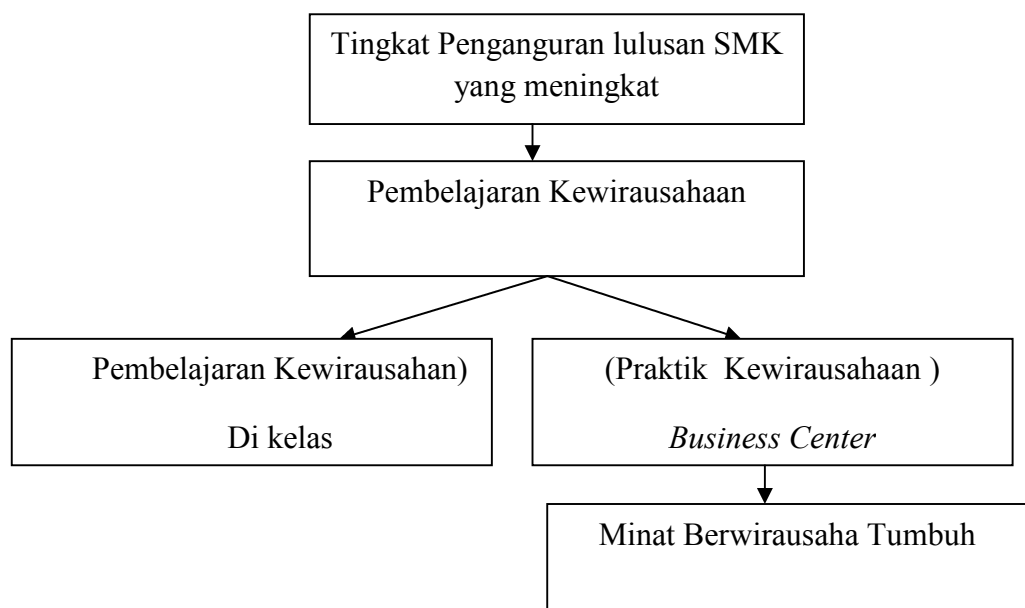 Tingkat Penganguran lulusan SMK
yang meningkat
Pembelajaran Kewirausahaan
Pembelajaran Kewirausahan)
Di kelas
(Praktik Kewirausahaan )
Business Center
Minat Berwirausaha Tumbuh